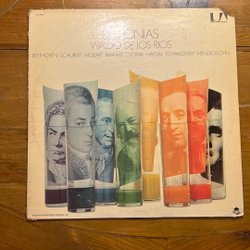 SINFONIAS
WALDO DE LOS RIOS
BEETHOVEN SCHUBERT MOZART BRAHMS DVORAK HAYDN TCHAIKOVSKY MENDELSSOHN